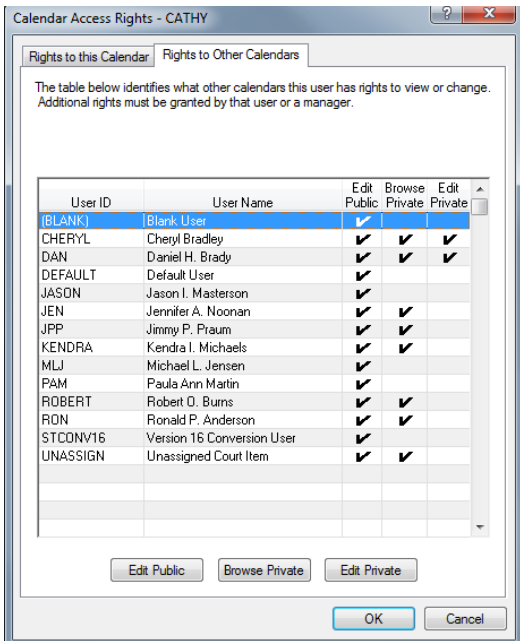 Calendar Access Rights - CATHY
Rights to this Calendar Rights to Other Calendars
The table below identifies what other calendars this user has rights to view or change.
Additional rights must be granted by that user or a manager.
Edit Browse Edit
User ID User Name Public Private Private
(BLANK) Blank User ✔
CHERYL Cheryl Bradley ✔ ✔ ✔
DAN Daniel H. Brady ✔ ✔ ✔
DEFAULT Default User ✔
JASON Jason I. Masterson ✔
JEN Jennifer A. Noonan ✔ ✔
JPP Jimmy P. Praum ✔ ✔
KENDRA Kendra I. Michaels ✔ ✔
MLJ Michael L. Jensen ✔
PAM Paula Ann Martin ✔
ROBERT Robert O. Burns ✔ ✔
RON Ronald P. Anderson ✔ ✔
STCONV16 Version 16 Conversion User ✔
UNASSIGN Unassigned Court Item ✔ ✔
Edit Public Browse Private Edit Private
OK Cancel